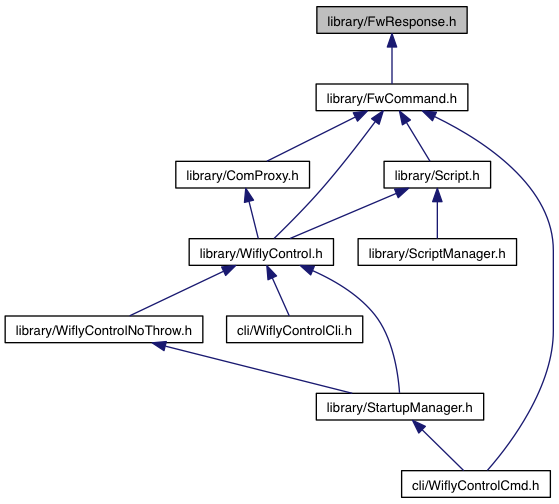 library/FwResponse.h
library/FwCommand.h
library/ComProxy.h
library/Script.h
library/WiflyControl.h
library/ScriptManager.h
library/WiflyControlNoThrow.h
cli/WiflyControlCli.h
library/StartupManager.h
cli/WiflyControlCmd.h